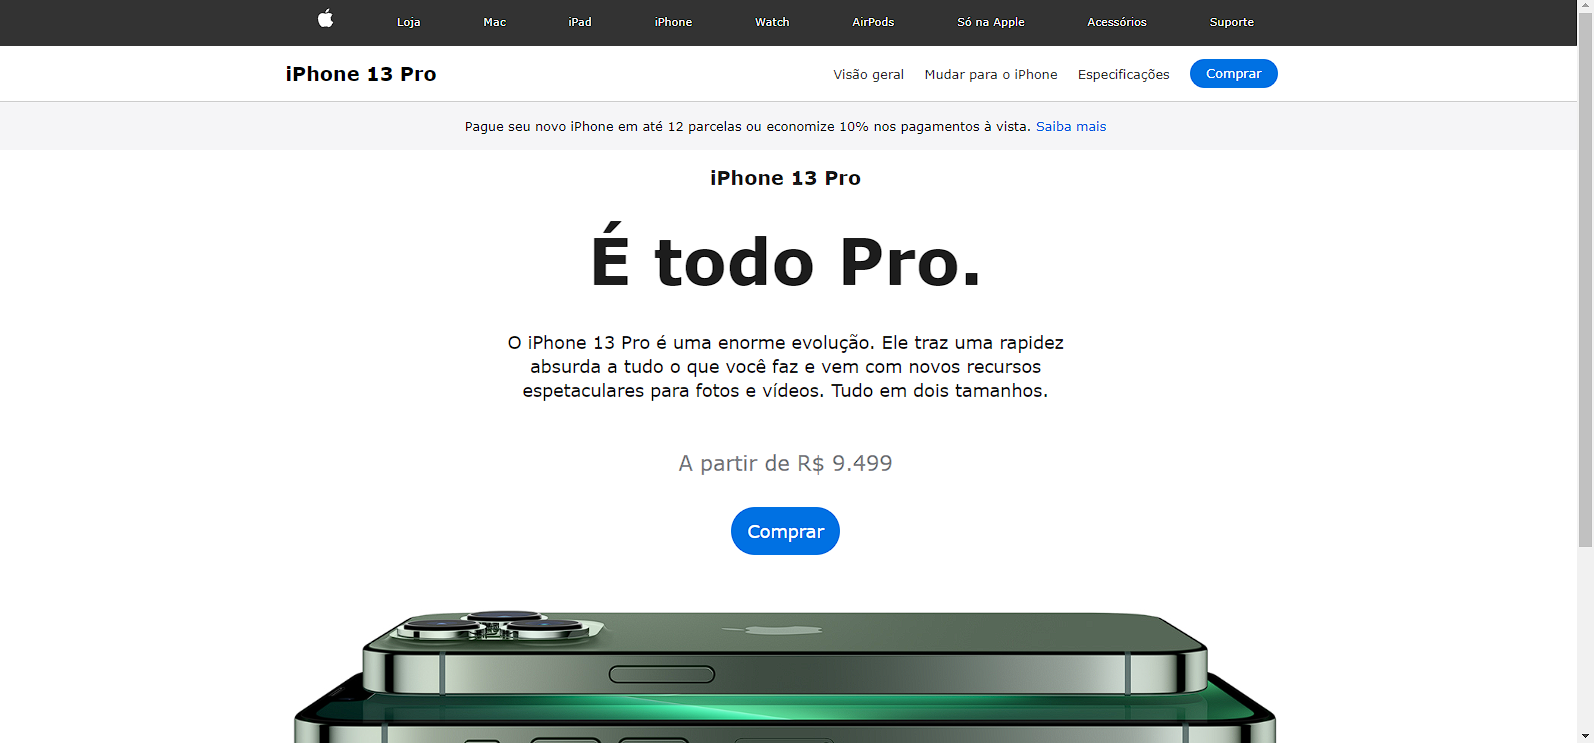 Loja Mac iPad iPhone Watch AirPods Só na Apple Acessórios Suporte
iPhone 13 Pro Visão geral Mudar para o iPhone Especificações Comprar
Pague seu novo iPhone em até 12 parcelas ou economize 10% nos pagamentos à vista. Saiba mais
iPhone 13 Pro
É todo Pro.
O iPhone 13 Pro é uma enorme evolução. Ele traz uma rapidez
absurda a tudo o que você faz e vem com novos recursos
espetaculares para fotos e vídeos. Tudo em dois tamanhos.
A partir de R$ 9.499
Comprar